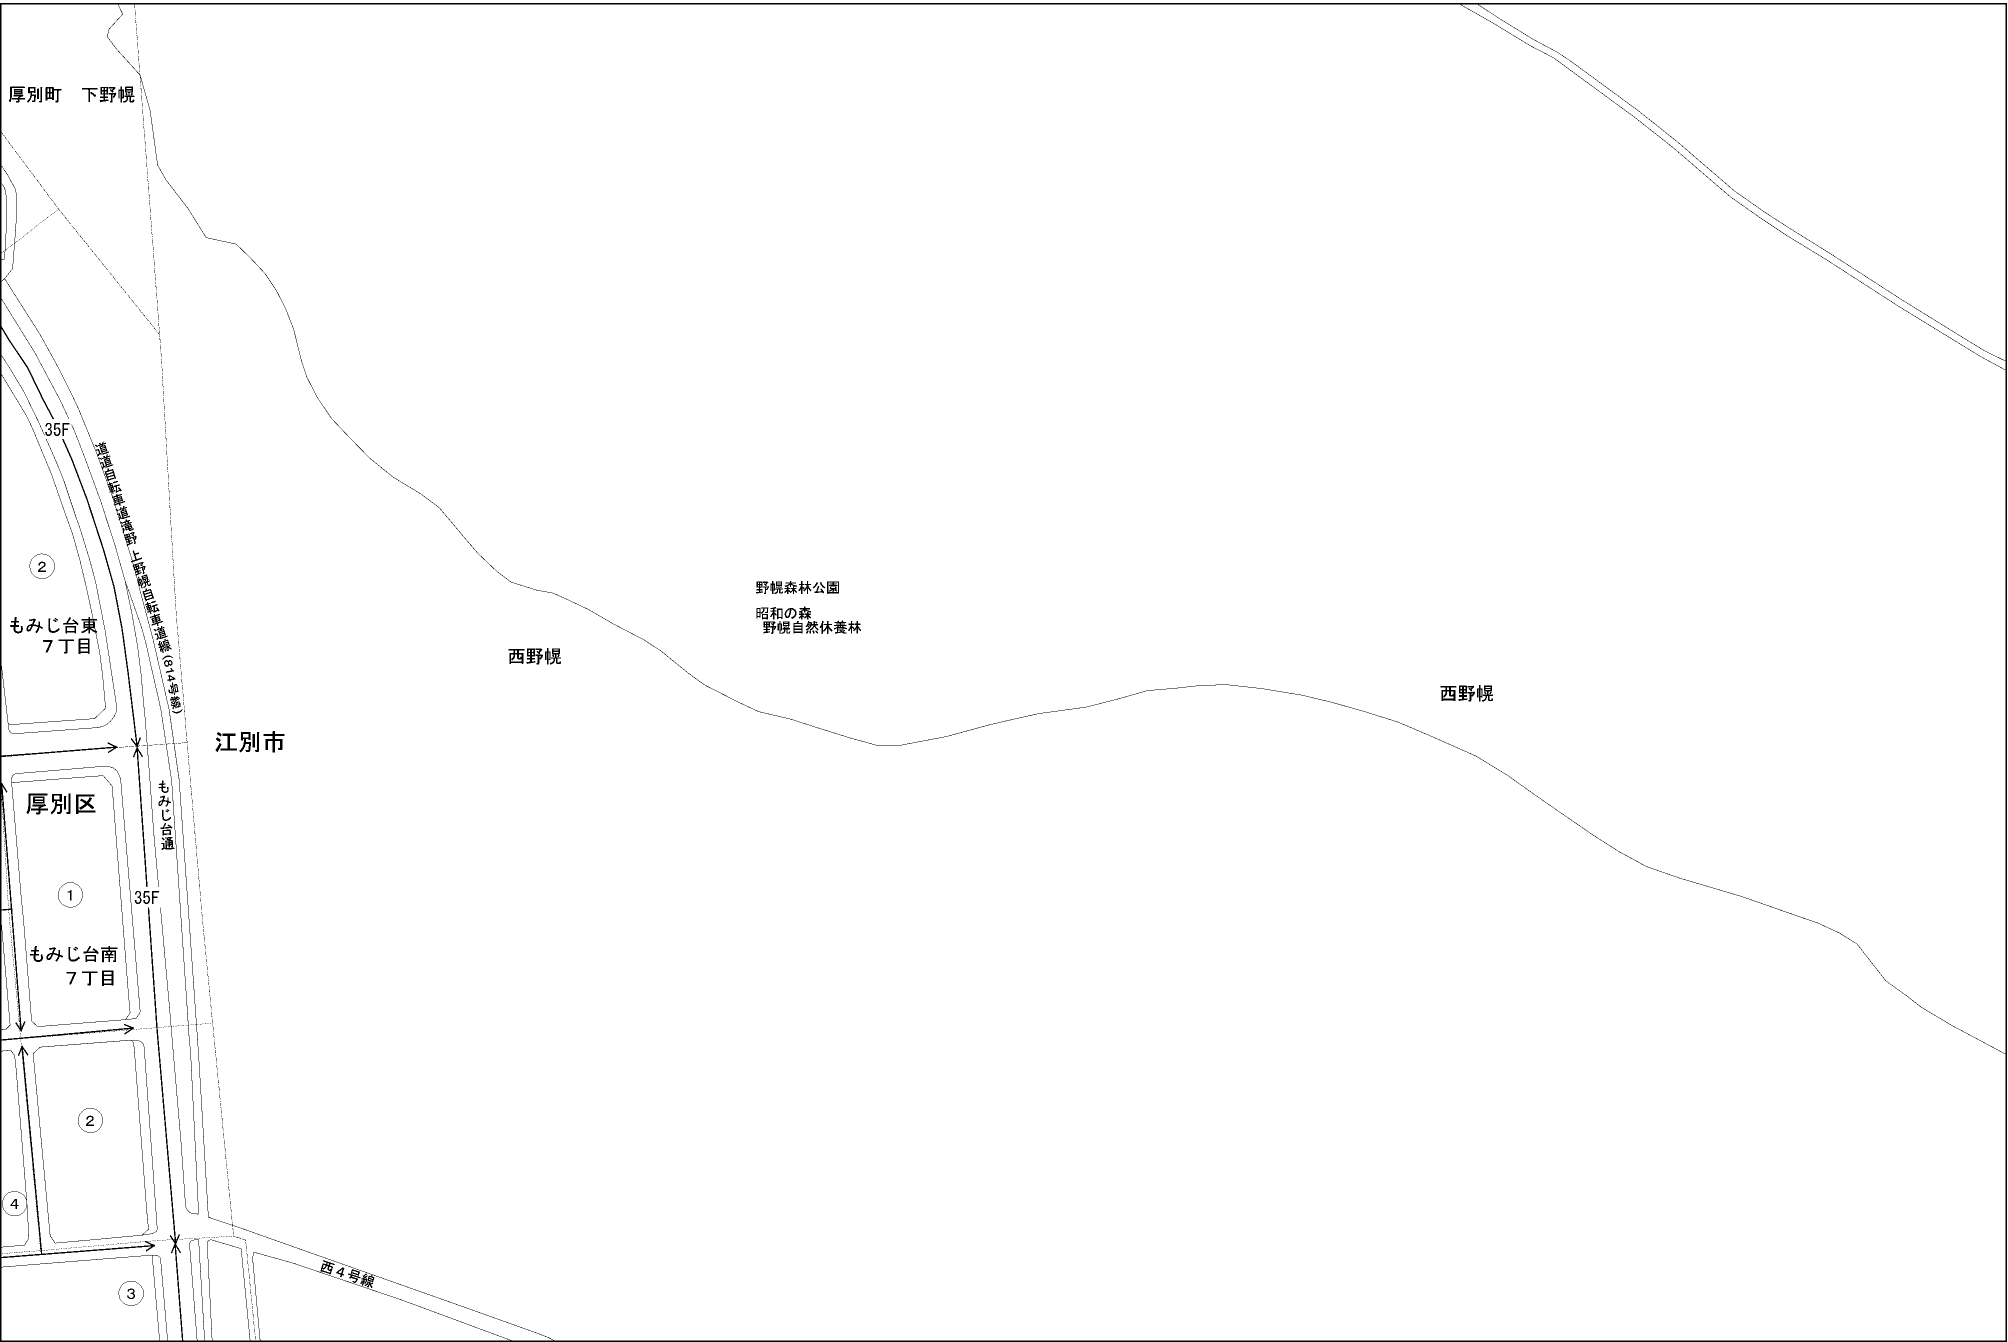 厚別町　下野幌
35F
道道自転車道滝野上野幌自転車道線(814号線)
2
もみじ台東
７丁目
野幌森林公園
昭和の森
野幌自然休養林
西野幌
西野幌
江別市
もみじ台通
厚別区
1
35F
もみじ台南
７丁目
2
4
西４号線
3